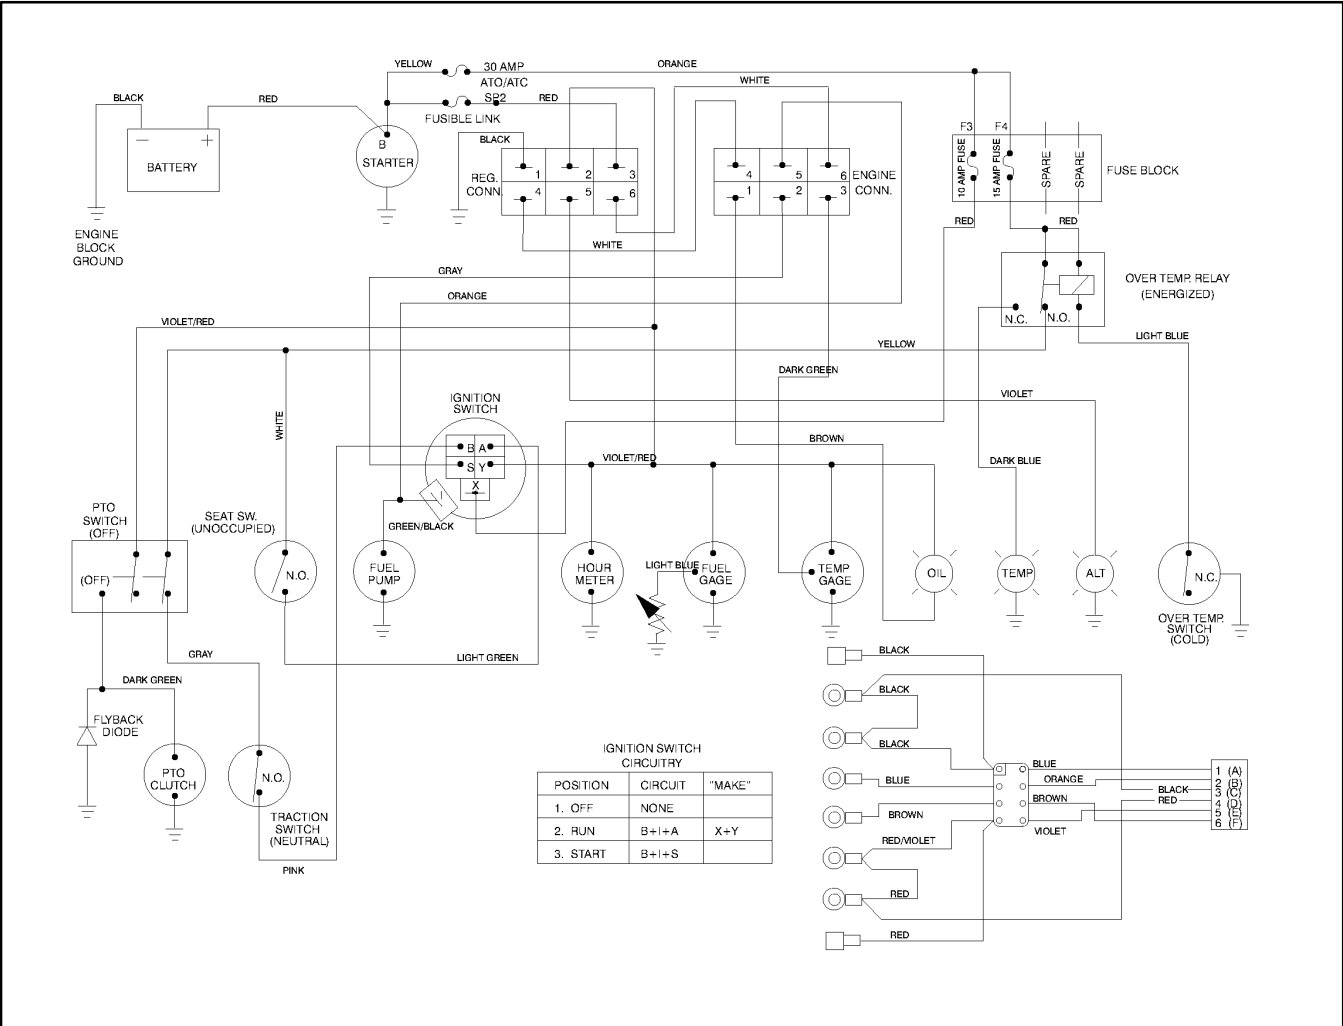 YELLOW
30 AMP
ATO/ATC
SP2
FUSIBLE LINK
ORANGE
WHITE
BLACK
RED
RED
BLACK
− +
BATTERY
B
STARTER
ENGINE
BLOCK
GROUND
REG.
CONN.
1 2 3
4 5 6
4 5 6
1 2 3
ENGINE
CONN.
F3 F4
10 AMP FUSE
15 AMP FUSE
SPARE
SPARE
FUSE BLOCK
RED
RED
WHITE
GRAY
ORANGE
OVER TEMP. RELAY
(ENERGIZED)
N.C. N.O.
VIOLET/RED
YELLOW
LIGHT BLUE
DARK GREEN
VIOLET
IGNITION
SWITCH
WHITE
B A
S Y
X
VIOLET/RED
BROWN
DARK BLUE
PTO
SWITCH
(OFF)
SEAT SW.
(UNOCCUPIED)
GREEN/BLACK
(OFF)
N.O.
FUEL
PUMP
HOUR
METER
LIGHT BLUE
FUEL
GAGE
TEMP
GAGE
OIL
TEMP
ALT
N.C.
OVER TEMP.
SWITCH
(COLD)
GRAY
LIGHT GREEN
DARK GREEN
FLYBACK
DIODE
PTO
CLUTCH
N.O.
TRACTION
SWITCH
(NEUTRAL)
PINK
IGNITION SWITCH
CIRCUITRY
POSITION CIRCUIT "MAKE"
1. OFF NONE
2. RUN B+I+A X+Y
3. START B+I+S
BLACK
BLACK
BLACK
BLUE
BROWN
RED/VIOLET
RED
RED
BLUE
ORANGE
BLACK
RED
BROWN
VIOLET
1 (A)
2 (B)
3 (C)
4 (D)
5 (E)
6 (F)